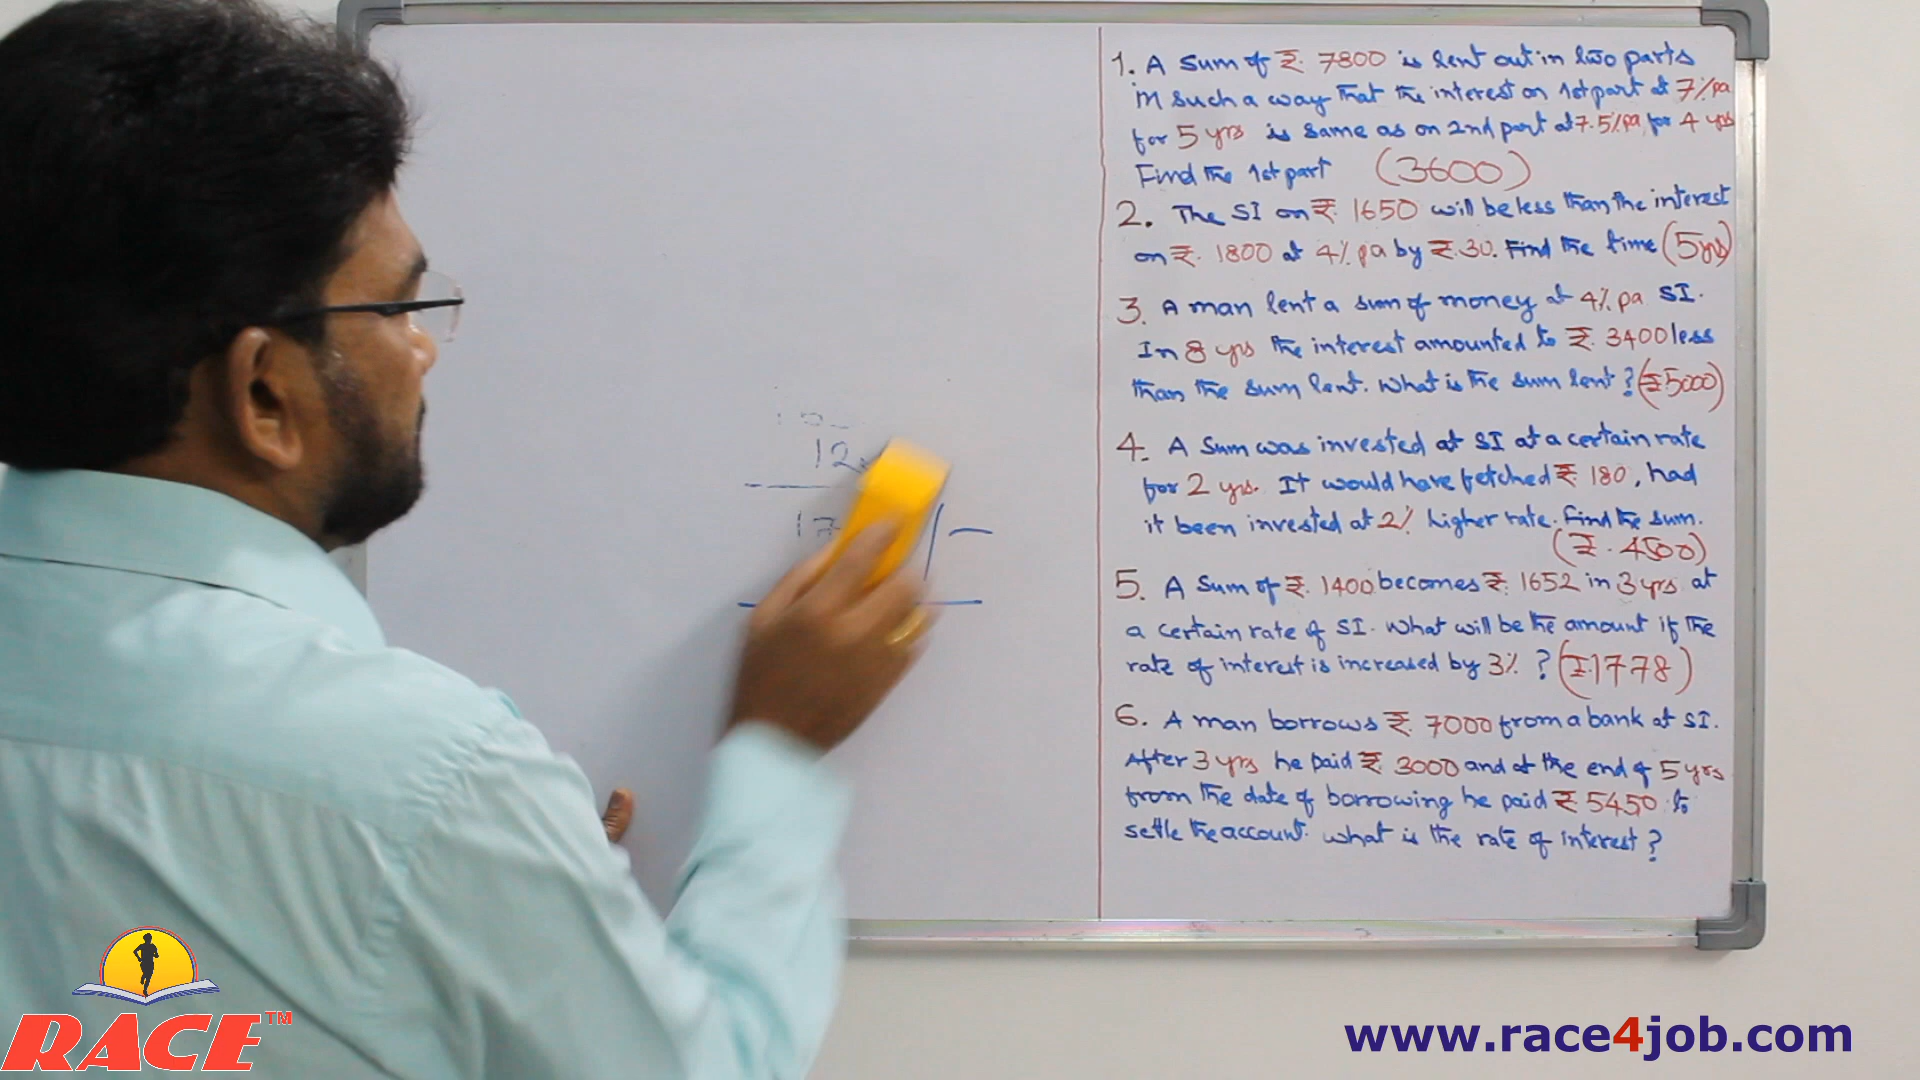 12
17
1. A Sum of ₹. 7800 is lent out in two parts
in such a way that the interest on 1st part at 7% pa
for 5 yrs is same as on 2nd part at 7.5% pa for 4 yrs
Find the 1st part (3600)
2. The SI on ₹. 1650 will be less than the interest
on ₹. 1800 at 4% pa by ₹. 30. Find the time (5yrs)
3. A man lent a sum of money at 4% pa SI.
In 8 yrs the interest amounted to ₹. 3400 less
than the sum lent. What is the sum lent? (₹5000)
4. A Sum was invested at SI at a certain rate
for 2 yrs. It would have fetched ₹. 180, had
it been invested at 2% higher rate. Find the sum.
(₹. 4500)
5. A Sum of ₹. 1400 becomes ₹. 1652 in 3 yrs at
a certain rate of SI. What will be the amount if the
rate of interest is increased by 3% ? (₹.1778)
6. A man borrows ₹. 7000 from a bank at SI.
After 3 yrs he paid ₹. 3000 and at the end of 5 yrs
from the date of borrowing he paid ₹ 5450 to
settle the account. What is the rate of interest?
RACE™
www.race4job.com